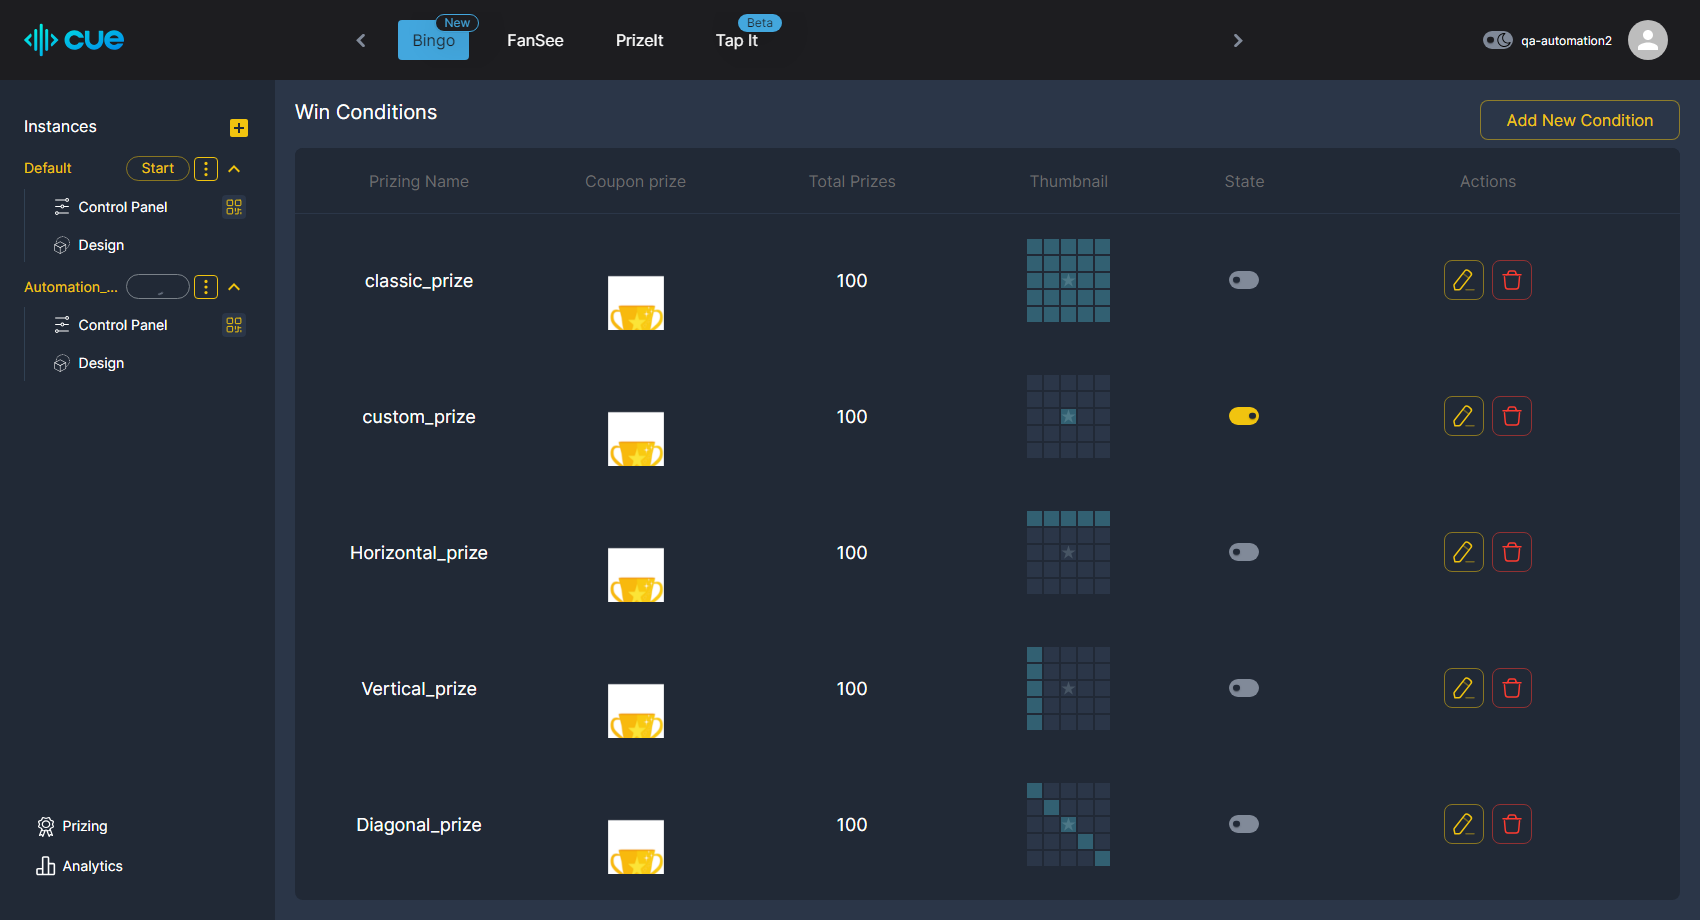 cue
Bingo
New
FanSee
PrizeIt
Tap It
Beta
qa-automation2
Instances
Default
Start
Control Panel
Design
Automation_...
Control Panel
Design
Prizing
Analytics
Win Conditions
Add New Condition
Prizing Name Coupon prize Total Prizes Thumbnail State Actions
classic_prize 100
custom_prize 100
Horizontal_prize 100
Vertical_prize 100
Diagonal_prize 100